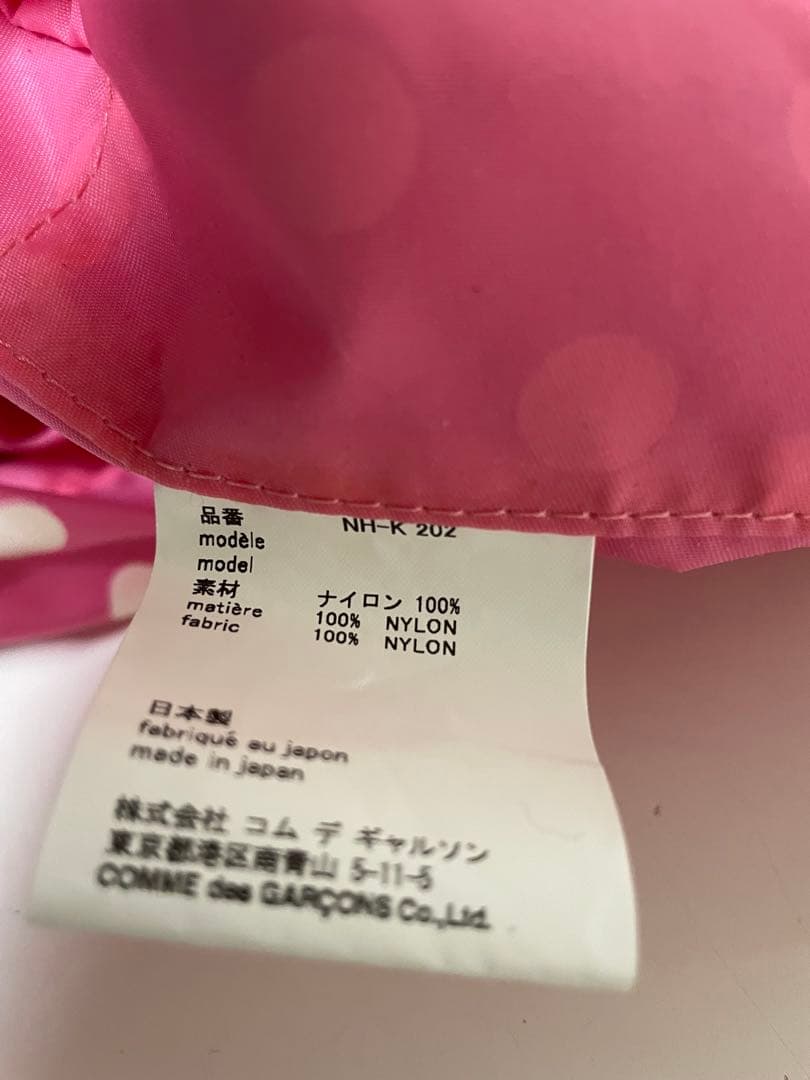 品番 NH-K 202
modèle
model
素材 ナイロン 100%
matière 100% NYLON
fabric 100% NYLON
日本製
fabriqué au japon
made in japan
株式会社 コム デ ギャルソン
東京都港区南青山 5-11-5
COMME des GARÇONS Co.,Ltd.